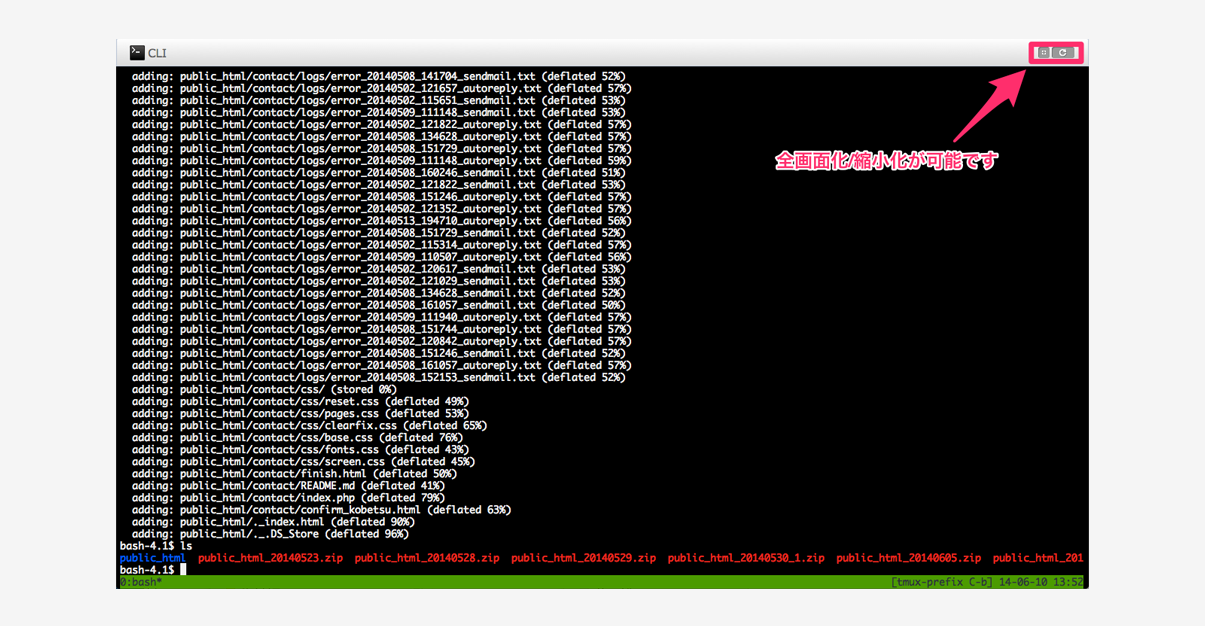 CLI
adding: public_html/contact/logs/error_20140508_141704_sendmail.txt (deflated 52%)
adding: public_html/contact/logs/error_20140502_121657_autoreply.txt (deflated 57%)
adding: public_html/contact/logs/error_20140502_115651_sendmail.txt (deflated 53%)
adding: public_html/contact/logs/error_20140509_111148_sendmail.txt (deflated 53%)
adding: public_html/contact/logs/error_20140502_121822_autoreply.txt (deflated 57%)
adding: public_html/contact/logs/error_20140508_134628_autoreply.txt (deflated 57%)
adding: public_html/contact/logs/error_20140508_151729_autoreply.txt (deflated 57%)
adding: public_html/contact/logs/error_20140509_111148_autoreply.txt (deflated 59%)
全画面化/縮小化が可能です
adding: public_html/contact/logs/error_20140508_160246_sendmail.txt (deflated 51%)
adding: public_html/contact/logs/error_20140502_121822_sendmail.txt (deflated 53%)
adding: public_html/contact/logs/error_20140508_151246_autoreply.txt (deflated 57%)
adding: public_html/contact/logs/error_20140502_121352_autoreply.txt (deflated 57%)
adding: public_html/contact/logs/error_20140513_194710_autoreply.txt (deflated 56%)
adding: public_html/contact/logs/error_20140508_151729_sendmail.txt (deflated 52%)
adding: public_html/contact/logs/error_20140502_115314_autoreply.txt (deflated 57%)
adding: public_html/contact/logs/error_20140509_110507_autoreply.txt (deflated 56%)
adding: public_html/contact/logs/error_20140502_120617_sendmail.txt (deflated 53%)
adding: public_html/contact/logs/error_20140502_121029_sendmail.txt (deflated 53%)
adding: public_html/contact/logs/error_20140508_134628_sendmail.txt (deflated 52%)
adding: public_html/contact/logs/error_20140508_161057_sendmail.txt (deflated 50%)
adding: public_html/contact/logs/error_20140509_111940_autoreply.txt (deflated 57%)
adding: public_html/contact/logs/error_20140508_151744_autoreply.txt (deflated 57%)
adding: public_html/contact/logs/error_20140502_120842_autoreply.txt (deflated 57%)
adding: public_html/contact/logs/error_20140508_151246_sendmail.txt (deflated 52%)
adding: public_html/contact/logs/error_20140508_161057_autoreply.txt (deflated 57%)
adding: public_html/contact/logs/error_20140508_152153_sendmail.txt (deflated 52%)
adding: public_html/contact/css/ (stored 0%)
adding: public_html/contact/css/reset.css (deflated 49%)
adding: public_html/contact/css/pages.css (deflated 53%)
adding: public_html/contact/css/clearfix.css (deflated 65%)
adding: public_html/contact/css/base.css (deflated 76%)
adding: public_html/contact/css/fonts.css (deflated 43%)
adding: public_html/contact/css/screen.css (deflated 45%)
adding: public_html/contact/finish.html (deflated 50%)
adding: public_html/contact/README.md (deflated 41%)
adding: public_html/contact/index.php (deflated 79%)
adding: public_html/contact/confirm_kobetsu.html (deflated 63%)
adding: public_html/._index.html (deflated 90%)
adding: public_html/._.DS_Store (deflated 96%)
bash-4.1$ ls
public_html public_html_20140523.zip public_html_20140528.zip public_html_20140529.zip public_html_20140530_1.zip public_html_20140605.zip public_html_201
bash-4.1$
0:bash* [tmux-prefix C-b] 14-06-10 13:52